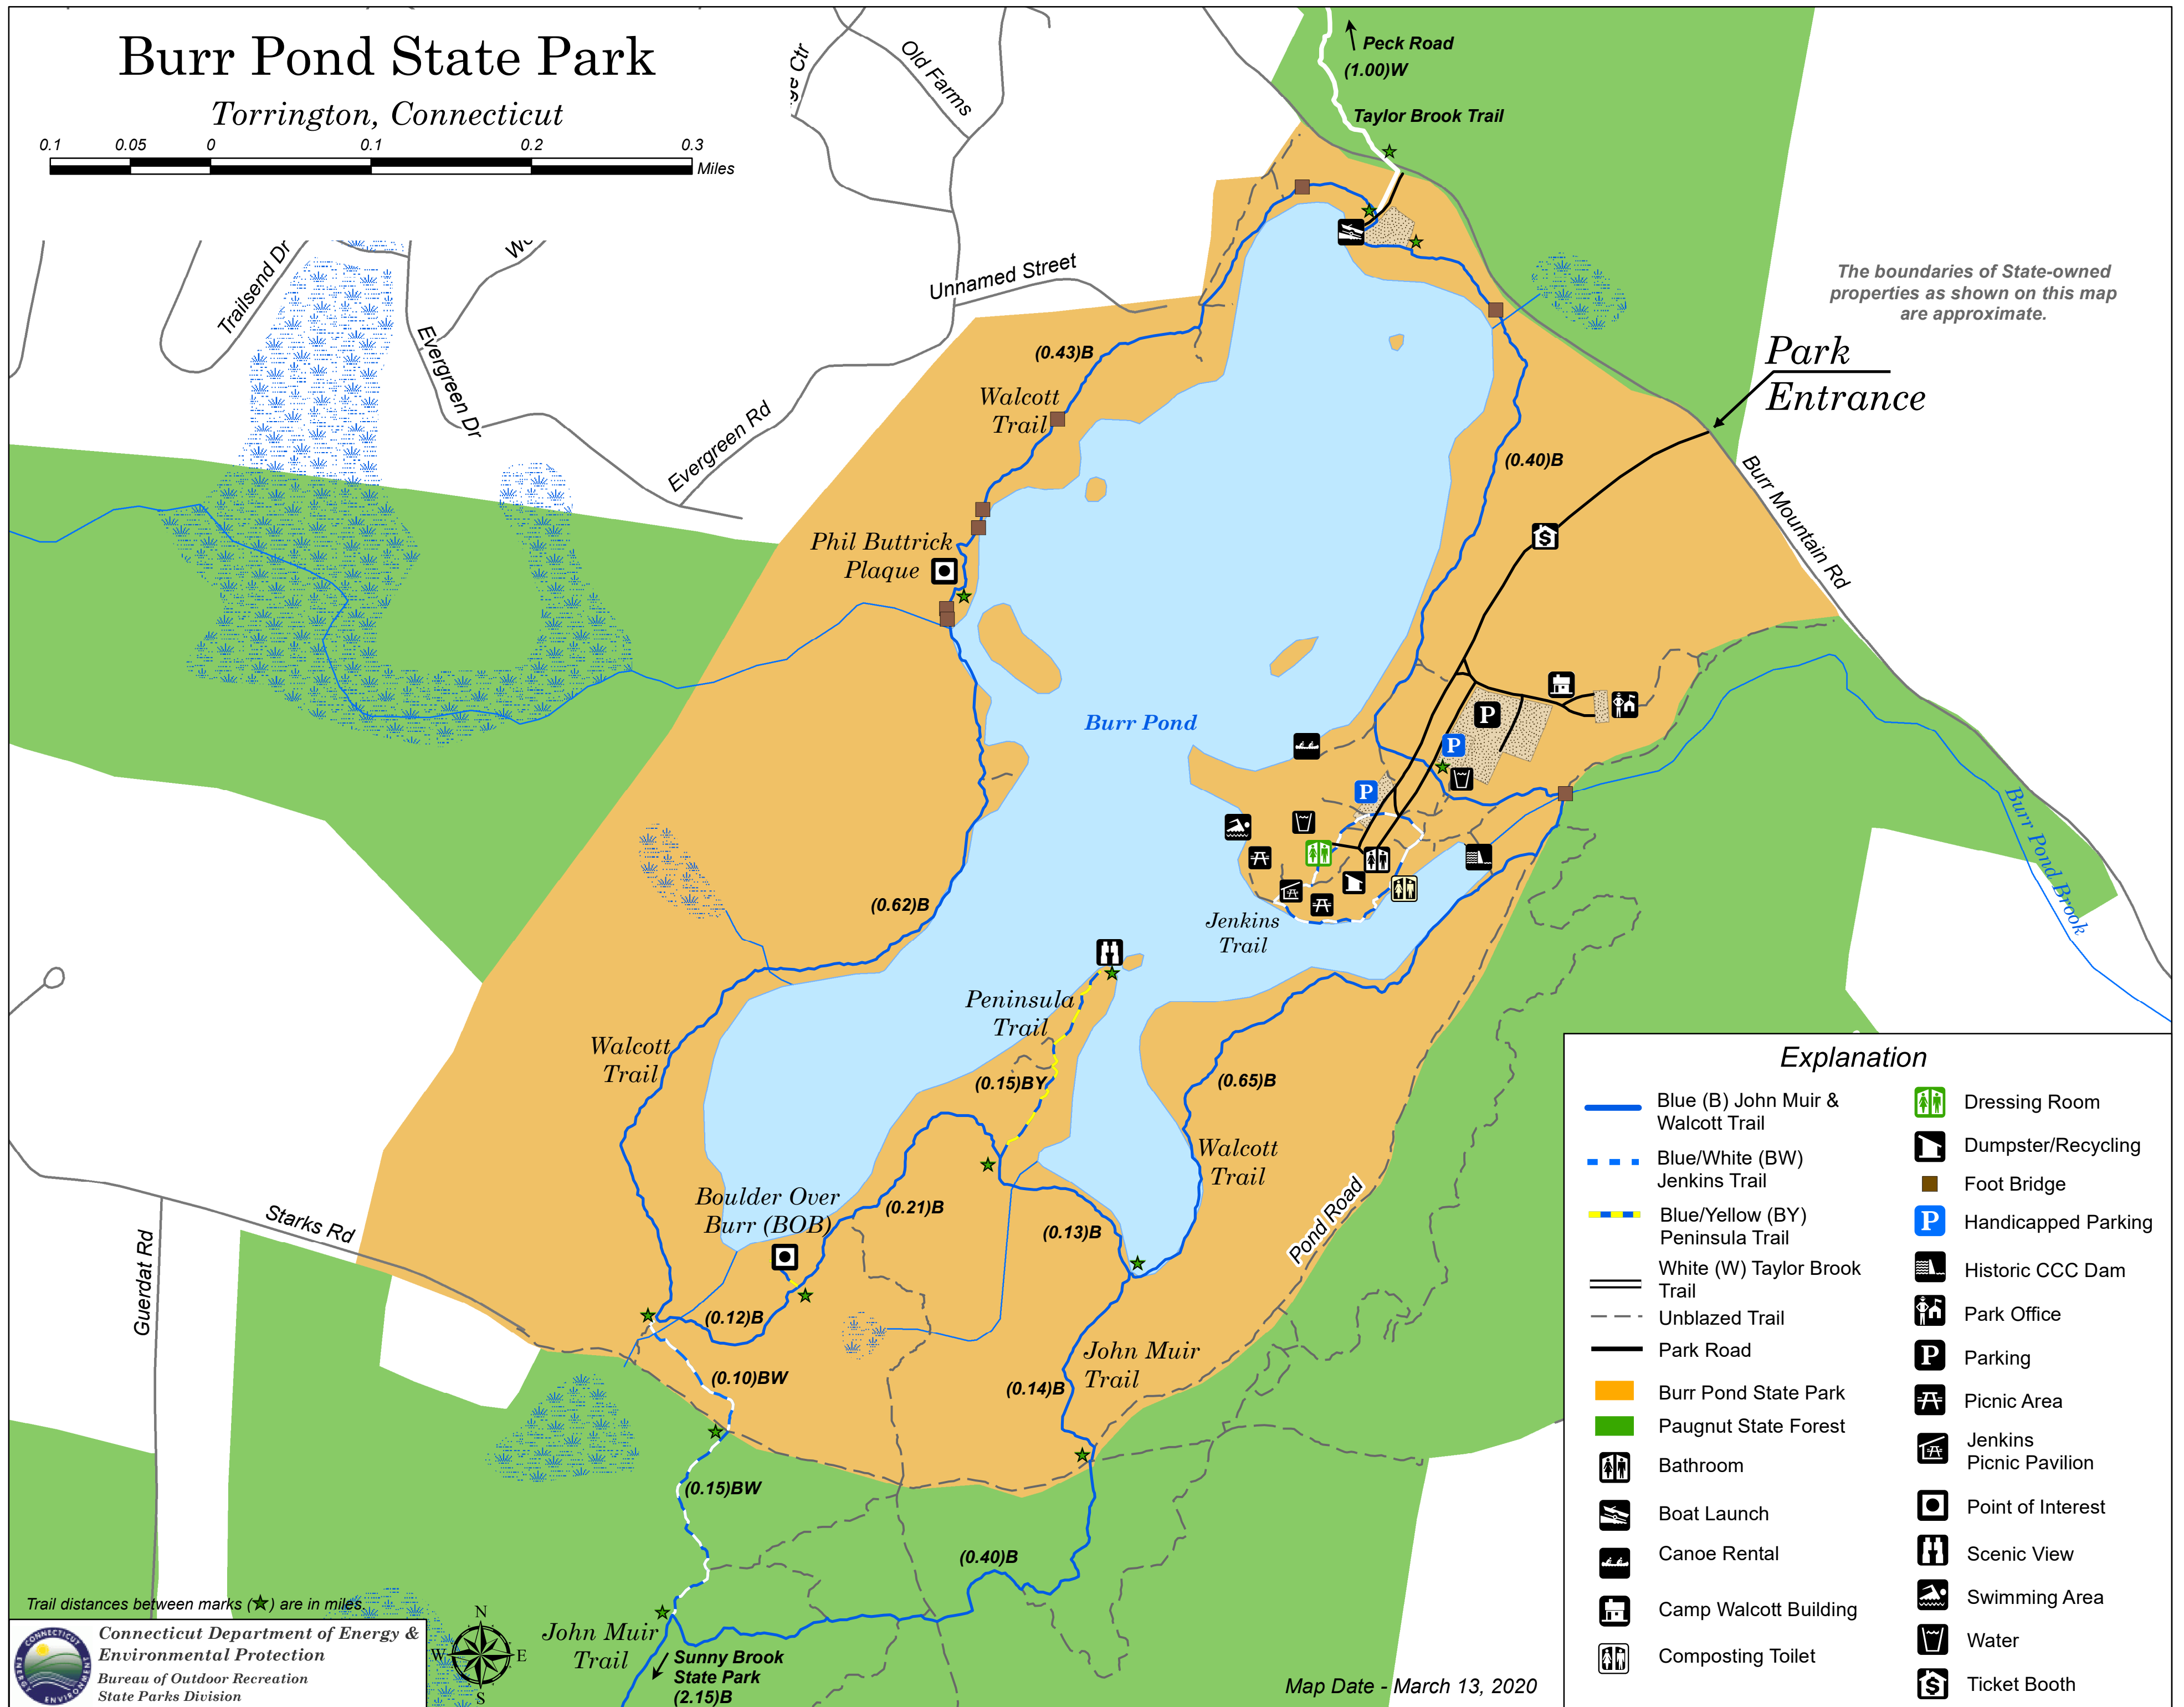 Burr Pond State Park
Torrington, Connecticut
0.1 0.05 0 0.1 0.2 0.3
Miles
Old Farms
Peck Road
(1.00)W
Taylor Brook Trail
The boundaries of State-owned
properties as shown on this map
are approximate.
Park
Entrance
Trailsend Dr
Evergreen Dr
Unnamed Street
Evergreen Rd
(0.43)B
Walcott
Trail
(0.40)B
Burr Mountain Rd
Phil Buttrick
Plaque
Burr Pond
P
P
P
Burr Pond Brook
(0.62)B
Jenkins
Trail
Peninsula
Trail
Walcott
Trail
(0.15)BY
(0.65)B
Walcott
Trail
Boulder Over
Burr (BOB)
(0.21)B
(0.13)B
Pond Road
Starks Rd
Guerdat Rd
(0.12)B
(0.10)BW
John Muir
Trail
(0.14)B
(0.15)BW
(0.40)B
John Muir
Trail
Sunny Brook
State Park
(2.15)B
Trail distances between marks (★) are in miles.
Connecticut Department of Energy &
Environmental Protection
Bureau of Outdoor Recreation
State Parks Division
CONNECTICUT
ENERGY
ENVIRONMENT
N
W
E
S
Map Date - March 13, 2020
Explanation
Blue (B) John Muir &
Walcott Trail
Blue/White (BW)
Jenkins Trail
Blue/Yellow (BY)
Peninsula Trail
White (W) Taylor Brook
Trail
Unblazed Trail
Park Road
Burr Pond State Park
Paugnut State Forest
Bathroom
Boat Launch
Canoe Rental
Camp Walcott Building
Composting Toilet
Dressing Room
Dumpster/Recycling
Foot Bridge
P Handicapped Parking
Historic CCC Dam
Park Office
P Parking
Picnic Area
Jenkins
Picnic Pavilion
Point of Interest
Scenic View
Swimming Area
Water
$ Ticket Booth